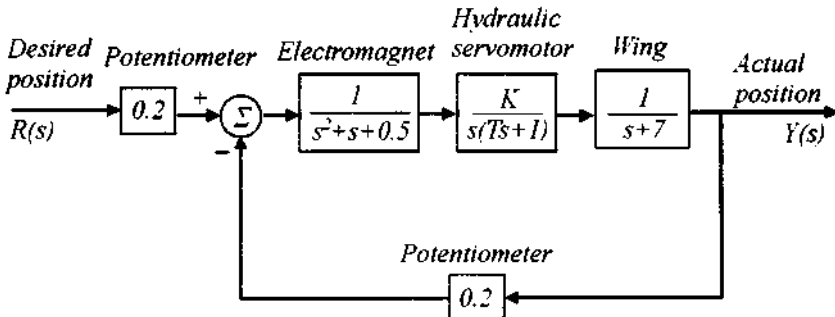 Desired
position
R(s)
Potentiometer
0.2
+
Σ
−
Electromagnet
1
s²+s+0.5
Hydraulic
servomotor
K
s(Ts+1)
Wing
1
s+7
Actual
position
Y(s)
Potentiometer
0.2